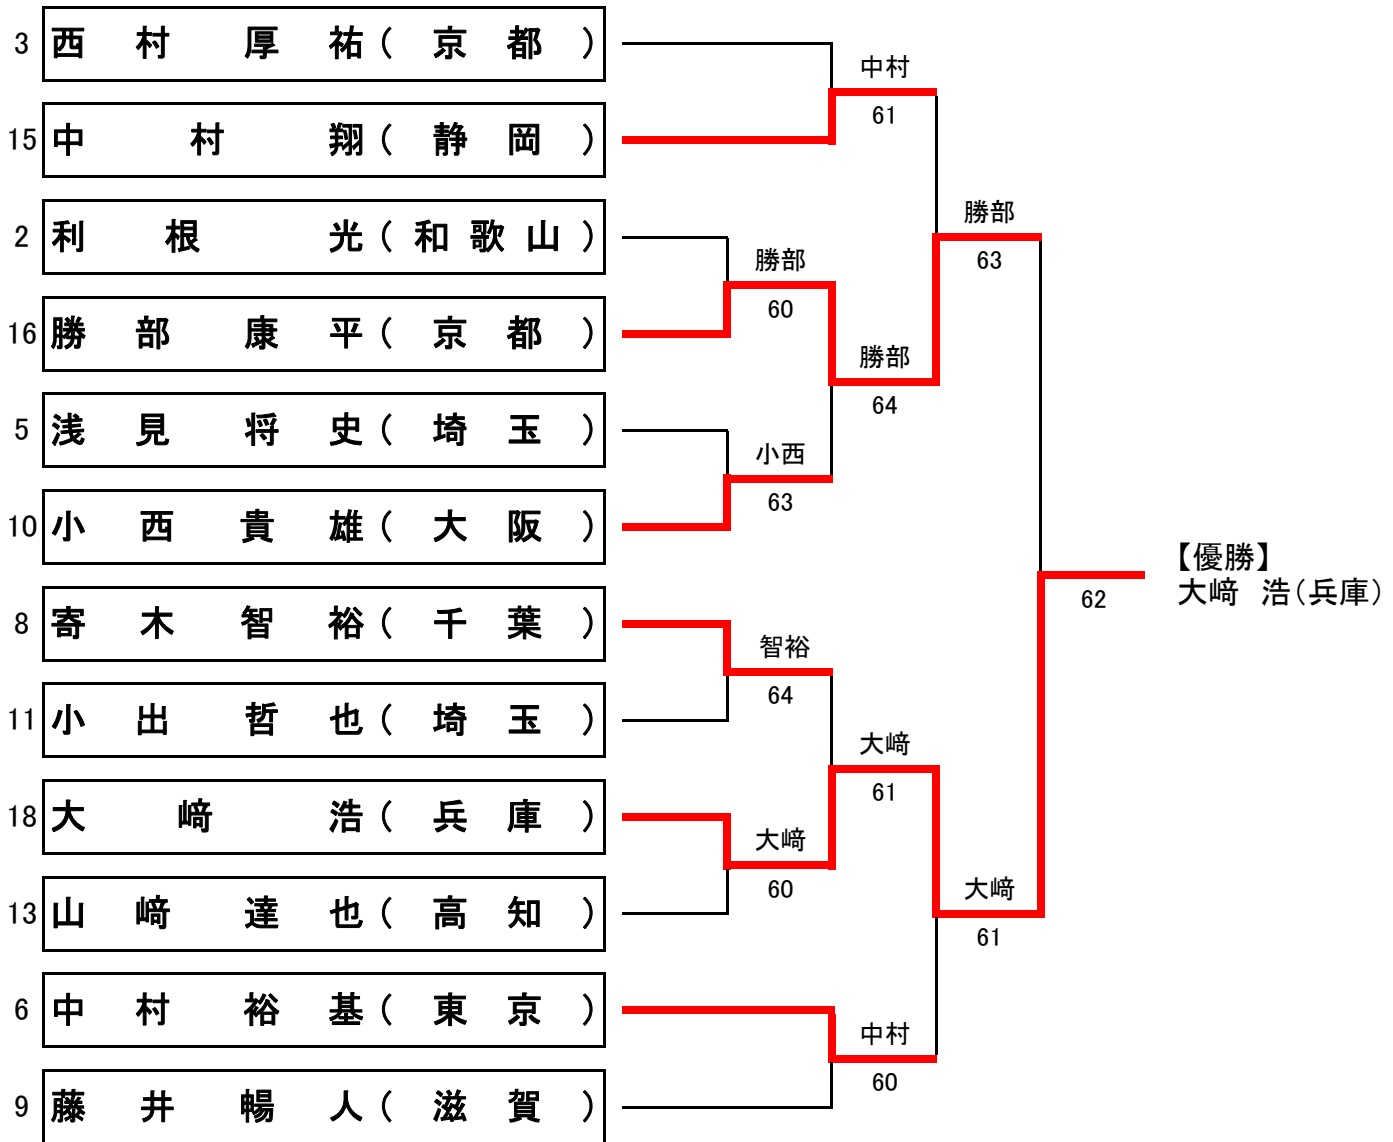 3 西村厚祐(京都)
中村
61
15 中村翔(静岡)
勝部
2 利根光(和歌山)
63
勝部
60
16 勝部康平(京都)
勝部
64
5 浅見将史(埼玉)
小西
63
10 小西貴雄(大阪)
【優勝】
大﨑 浩(兵庫)
62
8 寄木智裕(千葉)
智裕
64
11 小出哲也(埼玉)
大﨑
61
18 大﨑浩(兵庫)
大﨑
60
大﨑
13 山﨑達也(高知)
61
6 中村裕基(東京)
中村
60
9 藤井暢人(滋賀)